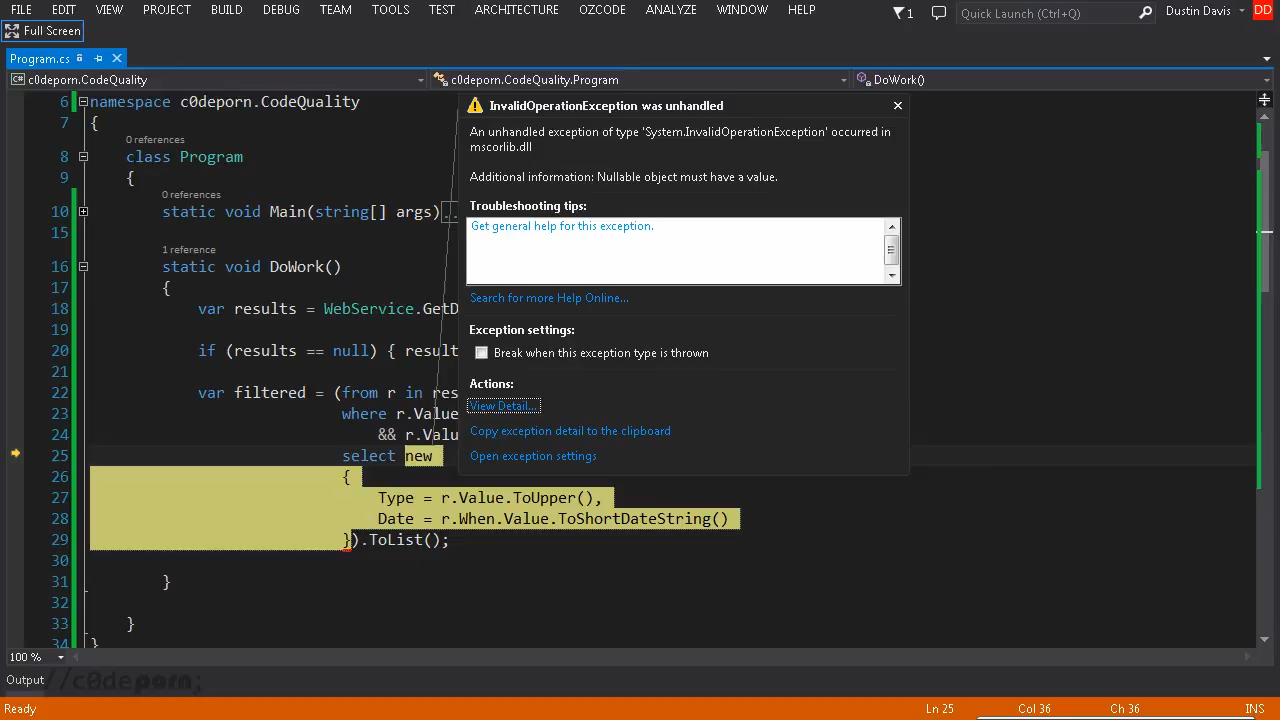 FILE EDIT VIEW PROJECT BUILD DEBUG TEAM TOOLS TEST ARCHITECTURE OZCODE ANALYZE WINDOW HELP 1 Quick Launch (Ctrl+Q) Dustin Davis DD
Full Screen
Program.cs
C# c0deporn.CodeQuality c0deporn.CodeQuality.Program DoWork()
6 namespace c0deporn.CodeQuality
7 {
0 references
8 class Program
9 {
0 references
10 static void Main(string[] args)...
15
1 reference
16 static void DoWork()
17 {
18 var results = WebService.GetD
19
20 if (results == null) { result
21
22 var filtered = (from r in res
23 where r.Value
24 && r.Valu
25 select new
26 {
27 Type = r.Value.ToUpper(),
28 Date = r.When.Value.ToShortDateString()
29 }).ToList();
30
31 }
32
33 }
34 }
InvalidOperationException was unhandled
An unhandled exception of type 'System.InvalidOperationException' occurred in
mscorlib.dll
Additional information: Nullable object must have a value.
Troubleshooting tips:
Get general help for this exception.
Search for more Help Online...
Exception settings:
Break when this exception type is thrown
Actions:
View Detail...
Copy exception detail to the clipboard
Open exception settings
100 %
Output
//c0deporn;
Ready Ln 25 Col 36 Ch 36 INS